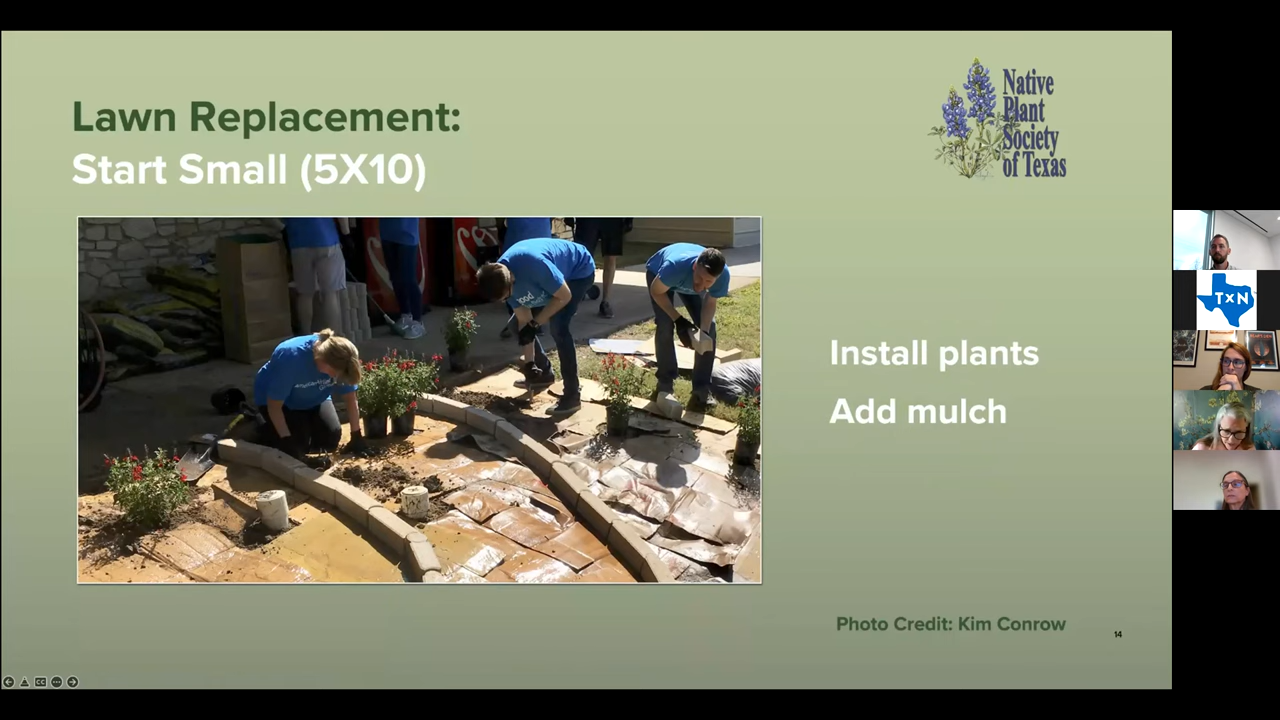 Lawn Replacement:
Start Small (5X10)
Native
Plant
Society
of Texas
Install plants
Add mulch
Photo Credit: Kim Conrow
14
TXN